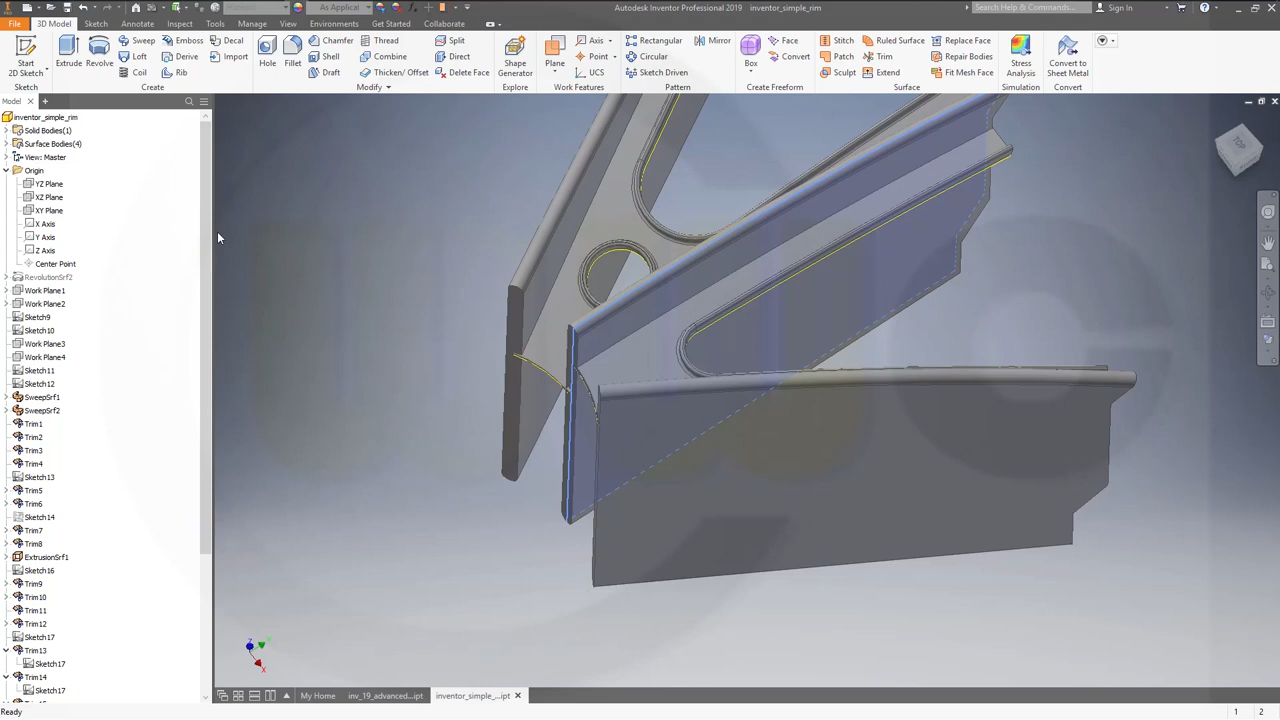 As Applical
Autodesk Inventor Professional 2019 inventor_simple_rim
Search Help & Commands...
Sign In
File 3D Model Sketch Annotate Inspect Tools Manage View Environments Get Started Collaborate
Start 2D Sketch Extrude Revolve Sweep Emboss Decal
Loft Derive Import
Coil Rib
Hole Fillet Chamfer Thread Split
Shell Combine Direct
Draft Thicken/ Offset Delete Face
Shape Generator
Plane Axis
Point
UCS
Rectangular Mirror
Circular
Sketch Driven
Box Face
Convert
Stitch Ruled Surface Replace Face
Patch Trim Repair Bodies
Sculpt Extend Fit Mesh Face
Stress Analysis
Convert to Sheet Metal
Create Modify Explore Work Features Pattern Create Freeform Surface Simulation Convert
Model
inventor_simple_rim
Solid Bodies(1)
Surface Bodies(4)
View: Master
Origin
YZ Plane
XZ Plane
XY Plane
X Axis
Y Axis
Z Axis
Center Point
RevolutionSrf2
Work Plane1
Work Plane2
Sketch9
Sketch10
Work Plane3
Work Plane4
Sketch11
Sketch12
SweepSrf1
SweepSrf2
Trim1
Trim2
Trim3
Trim4
Sketch13
Trim5
Trim6
Sketch14
Trim7
Trim8
ExtrusionSrf1
Sketch16
Trim9
Trim10
Trim11
Trim12
Sketch17
Trim13
Sketch17
Trim14
Sketch17
TOP
Z
X
My Home inv_19_advanced...ipt inventor_simple_...ipt
Ready
1 2